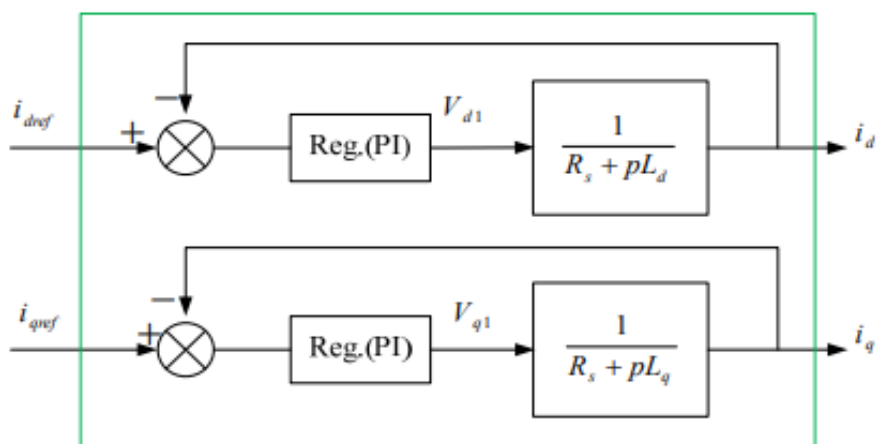 −
i_dref
+
Reg.(PI)
V_d1
1
R_s + pL_d
i_d
−
i_qref
+
Reg.(PI)
V_q1
1
R_s + pL_q
i_q